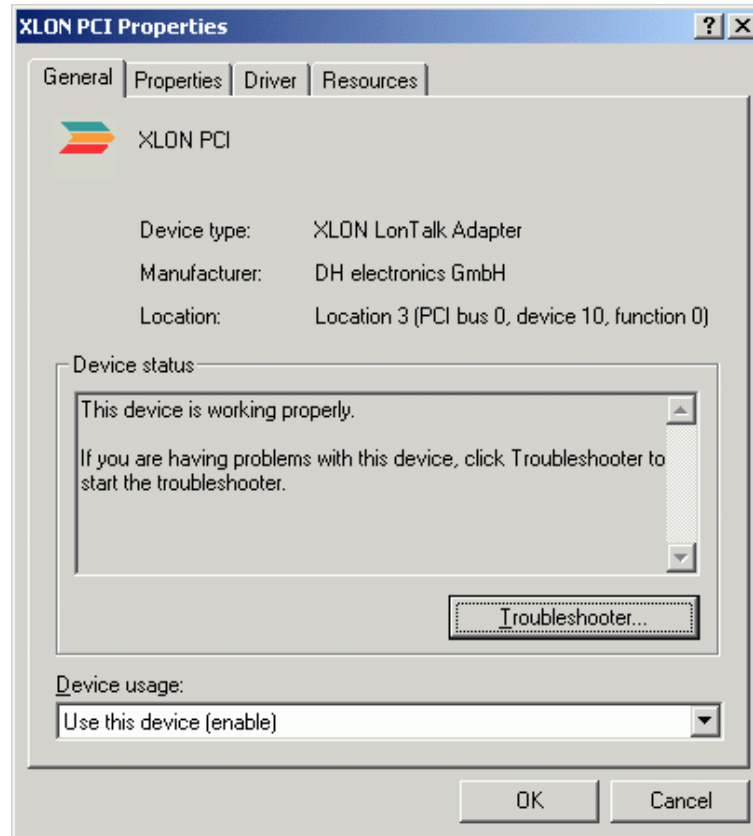 XLON PCI Properties
General Properties Driver Resources
XLON PCI
Device type: XLON LonTalk Adapter
Manufacturer: DH electronics GmbH
Location: Location 3 (PCI bus 0, device 10, function 0)
Device status
This device is working properly.
If you are having problems with this device, click Troubleshooter to
start the troubleshooter.
Troubleshooter...
Device usage:
Use this device (enable)
OK Cancel